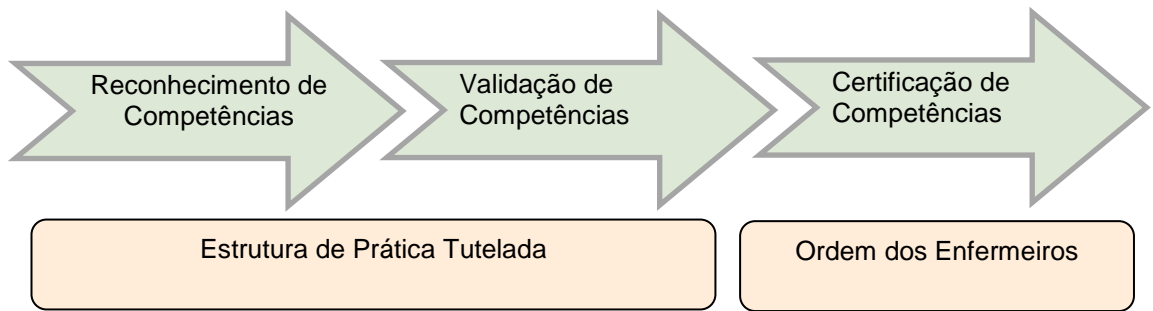 Reconhecimento de
Competências
Validação de
Competências
Certificação de
Competências
Estrutura de Prática Tutelada
Ordem dos Enfermeiros